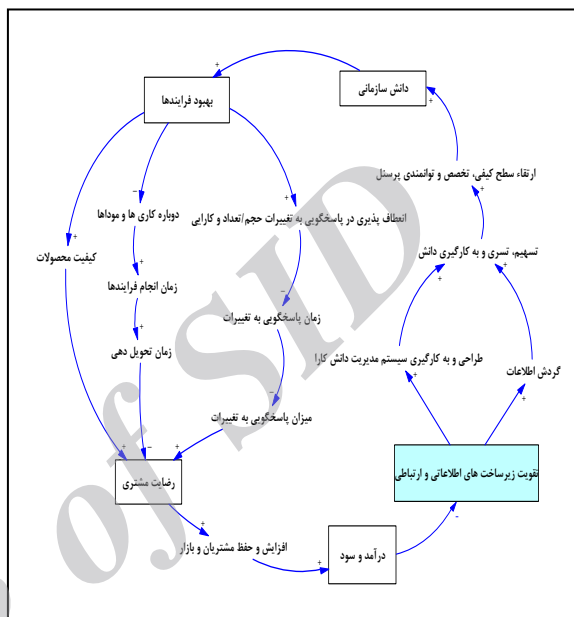 دانش سازمانی
بهبود فرایندها
ارتقاء سطح کیفی، تخصص و توانمندی پرسنل
دوباره کاری ها و موداها
انعطاف پذیری در پاسخگویی به تغییرات حجم/تعداد و کارایی
تسهیم، تسری و به کارگیری دانش
کیفیت محصولات
زمان انجام فرایندها
زمان پاسخگویی به تغییرات
زمان تحویل دهی
طراحی و به کارگیری سیستم مدیریت دانش کارا
گردش اطلاعات
میزان پاسخگویی به تغییرات
رضایت مشتری
تقویت زیرساخت های اطلاعاتی و ارتباطی
افزایش و حفظ مشتریان و بازار
درآمد و سود
of SID